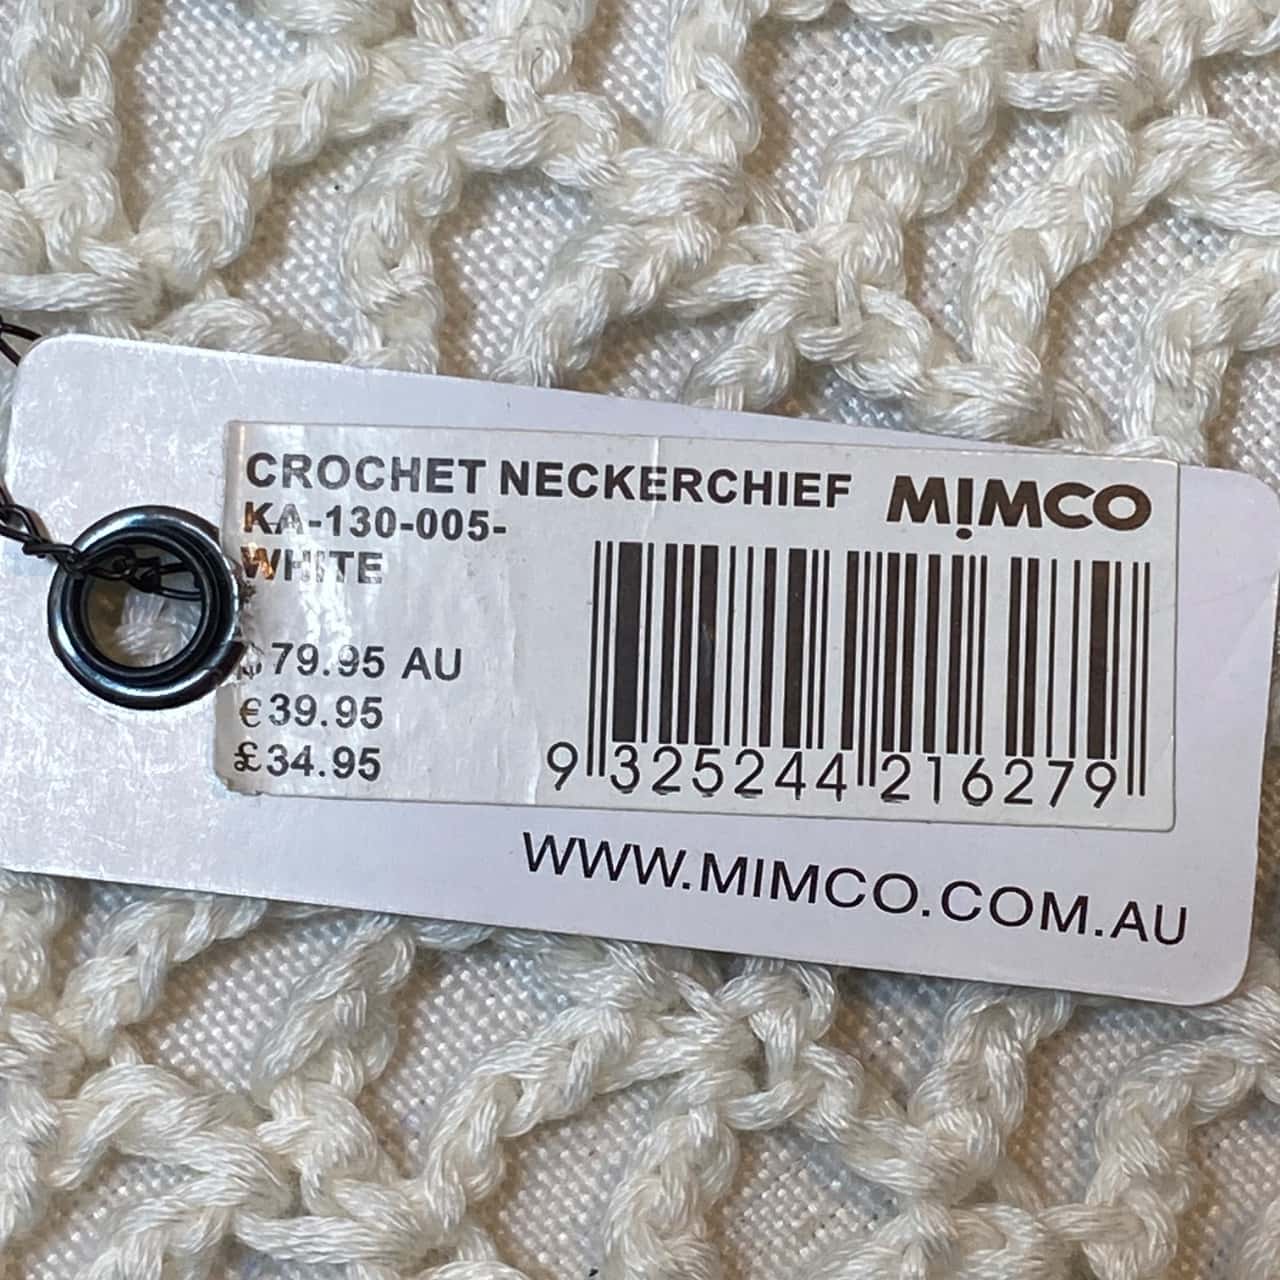 CROCHET NECKERCHIEF MIMCO
KA-130-005-
WHITE
$79.95 AU
€39.95
£34.95
9 325244 216279
WWW.MIMCO.COM.AU